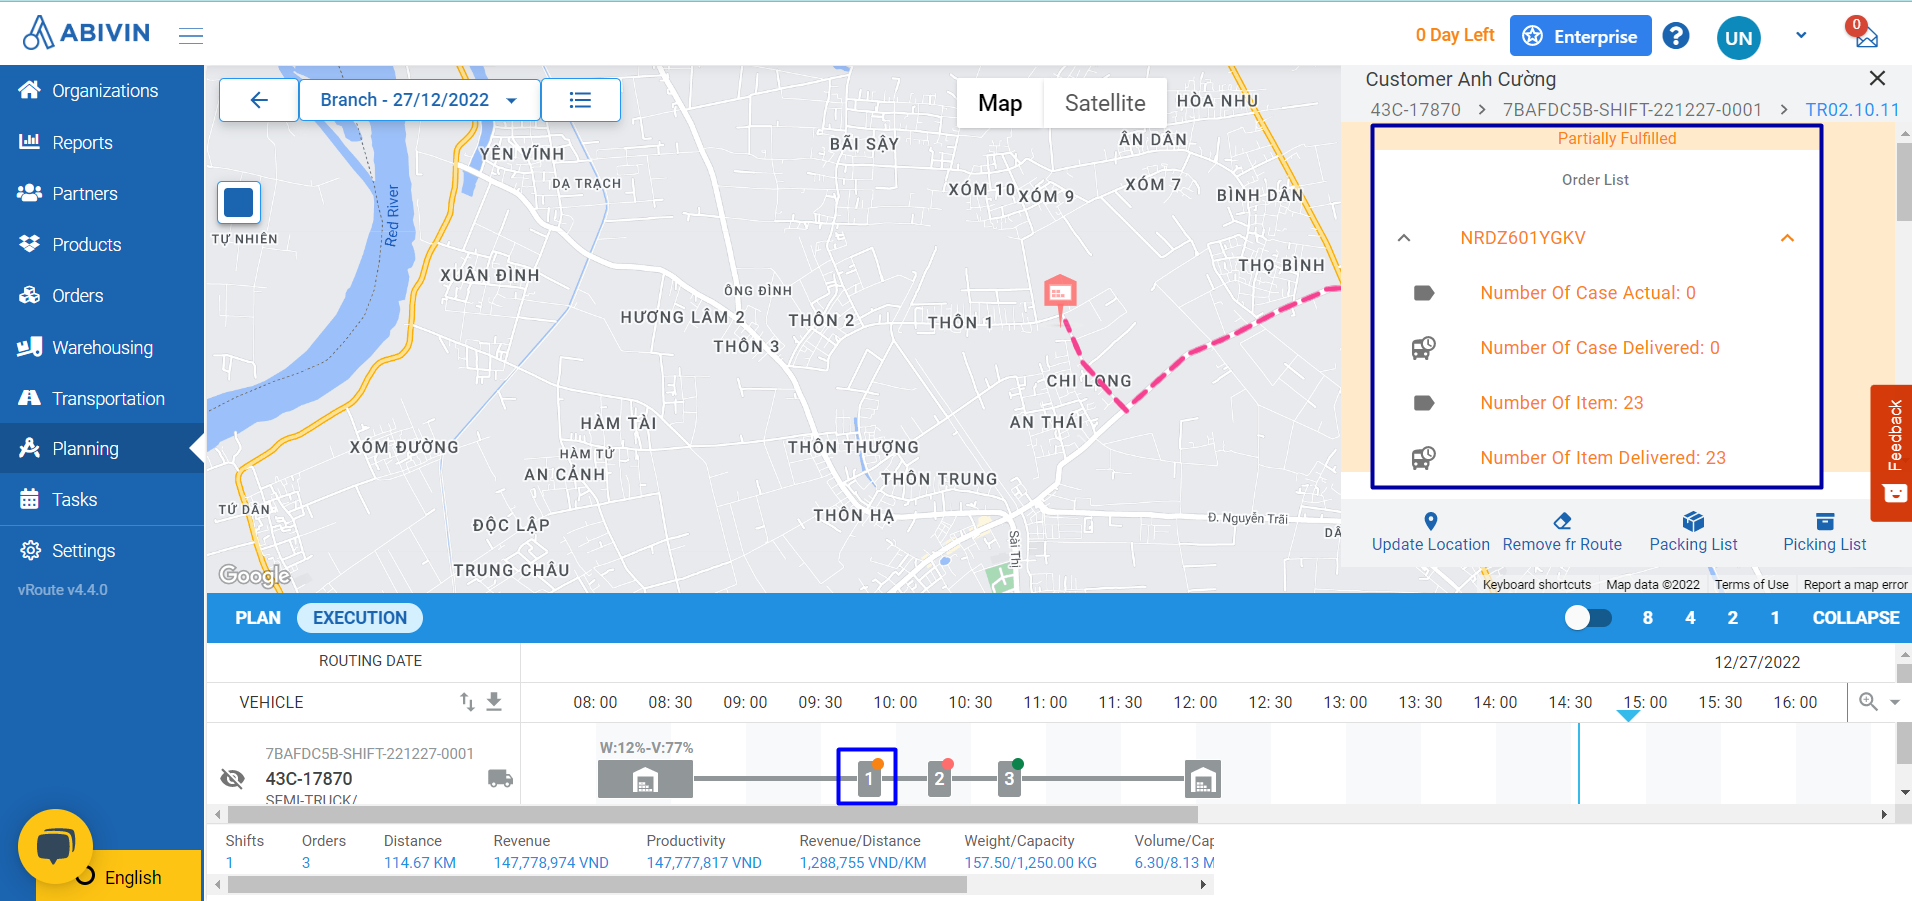 ABIVIN
0 Day Left
Enterprise
?
UN
0
Organizations
Reports
Partners
Products
Orders
Warehousing
Transportation
Planning
Tasks
Settings
vRoute v4.4.0
English
Branch - 27/12/2022
Map
Satellite
HÒA NHU
YÊN VĨNH
BÃI SẬY
ÂN DÂN
DẠ TRẠCH
XÓM 10
XÓM 9
XÓM 7
BÌNH DÂN
Red River
TỰ NHIÊN
XUÂN ĐÌNH
THỌ BÌNH
ÔNG ĐÌNH
HƯƠNG LÂM 2
THÔN 2
THÔN 1
THÔN 3
CHI LONG
HÀM TÀI
AN THÁI
XÓM ĐƯỜNG
HÀM TỬ
THÔN THƯỢNG
AN CẢNH
THÔN TRUNG
TỨ DÂN
THÔN HẠ
ĐỘC LẬP
Đ. Nguyễn Trãi
DÂ
Sài Thị
TRUNG CHÂU
Google
Keyboard shortcuts
Map data ©2022
Terms of Use
Report a map error
Customer Anh Cường
43C-17870 > 7BAFDC5B-SHIFT-221227-0001 > TR02.10.11
Partially Fulfilled
Order List
NRDZ601YGKV
Number Of Case Actual: 0
Number Of Case Delivered: 0
Number Of Item: 23
Number Of Item Delivered: 23
Feedback
Update Location
Remove fr Route
Packing List
Picking List
PLAN
EXECUTION
8
4
2
1
COLLAPSE
ROUTING DATE
12/27/2022
VEHICLE
08: 00
08: 30
09: 00
09: 30
10: 00
10: 30
11: 00
11: 30
12: 00
12: 30
13: 00
13: 30
14: 00
14: 30
15: 00
15: 30
16: 00
7BAFDC5B-SHIFT-221227-0001
43C-17870
SEMI-TRUCK/
W:12%-V:77%
1
2
3
Shifts
Orders
Distance
Revenue
Productivity
Revenue/Distance
Weight/Capacity
Volume/Cap
1
3
114.67 KM
147,778,974 VND
147,777,817 VND
1,288,755 VND/KM
157.50/1,250.00 KG
6.30/8.13 M